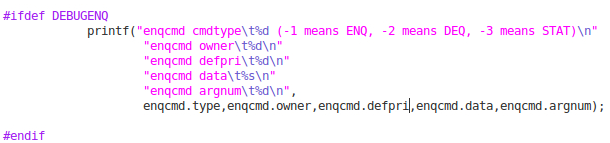 #ifdef DEBUGENQ
printf("enqcmd cmdtype\t%d (-1 means ENQ, -2 means DEQ, -3 means STAT)\n"
"enqcmd owner\t%d\n"
"enqcmd defpri\t%d\n"
"enqcmd data\t%s\n"
"enqcmd argnum\t%d\n",
enqcmd.type,enqcmd.owner,enqcmd.defpri,enqcmd.data,enqcmd.argnum);
#endif